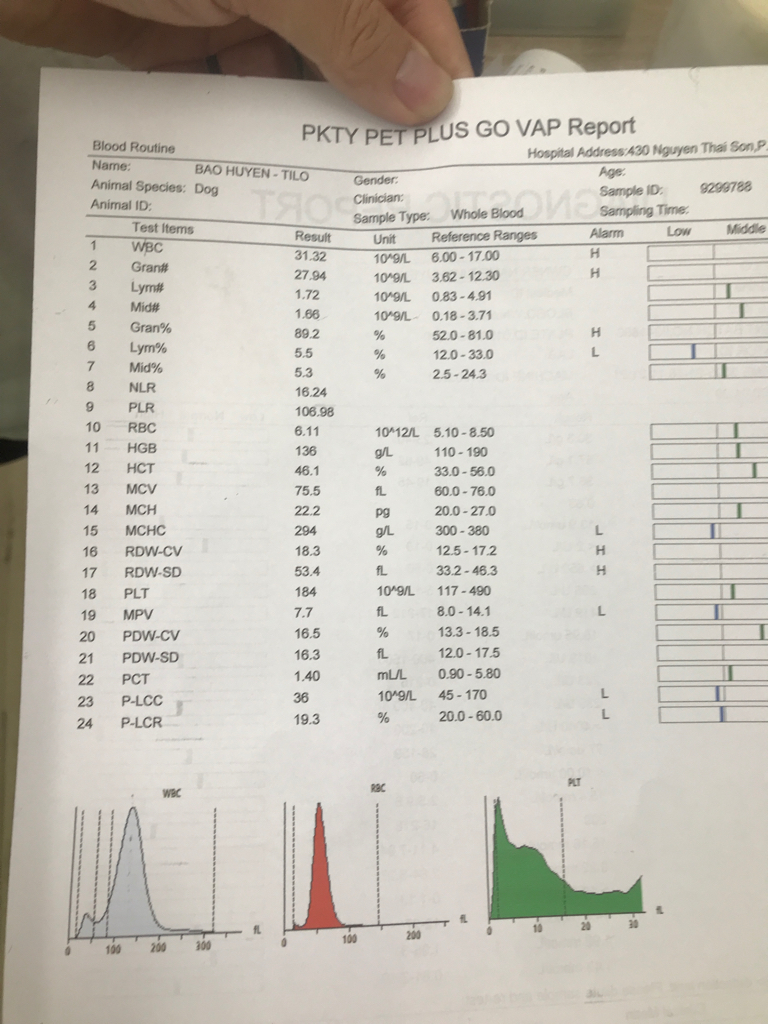 PKTY PET PLUS GO VAP Report
Blood Routine Hospital Address:430 Nguyen Thai Son,P.
Name: BAO HUYEN - TILO Gender: Age:
Animal Species: Dog Clinician: Sample ID: 9299788
Animal ID: Sample Type: Whole Blood Sampling Time:
Test Items Result Unit Reference Ranges Alarm Low Middle
1 WBC 31.32 10^9/L 6.00 - 17.00 H
2 Gran# 27.94 10^9/L 3.62 - 12.30 H
3 Lym# 1.72 10^9/L 0.83 - 4.91
4 Mid# 1.66 10^9/L 0.18 - 3.71
5 Gran% 89.2 % 52.0 - 81.0 H
6 Lym% 5.5 % 12.0 - 33.0 L
7 Mid% 5.3 % 2.5 - 24.3
8 NLR 16.24
9 PLR 106.98
10 RBC 6.11 10^12/L 5.10 - 8.50
11 HGB 136 g/L 110 - 190
12 HCT 46.1 % 33.0 - 56.0
13 MCV 75.5 fL 60.0 - 76.0
14 MCH 22.2 pg 20.0 - 27.0
15 MCHC 294 g/L 300 - 380 L
16 RDW-CV 18.3 % 12.5 - 17.2 H
17 RDW-SD 53.4 fL 33.2 - 46.3 H
18 PLT 184 10^9/L 117 - 490
19 MPV 7.7 fL 8.0 - 14.1 L
20 PDW-CV 16.5 % 13.3 - 18.5
21 PDW-SD 16.3 fL 12.0 - 17.5
22 PCT 1.40 mL/L 0.90 - 5.80
23 P-LCC 36 10^9/L 45 - 170 L
24 P-LCR 19.3 % 20.0 - 60.0 L
WBC RBC PLT
fL fL fL
0 100 200 300 0 100 200 0 10 20 30